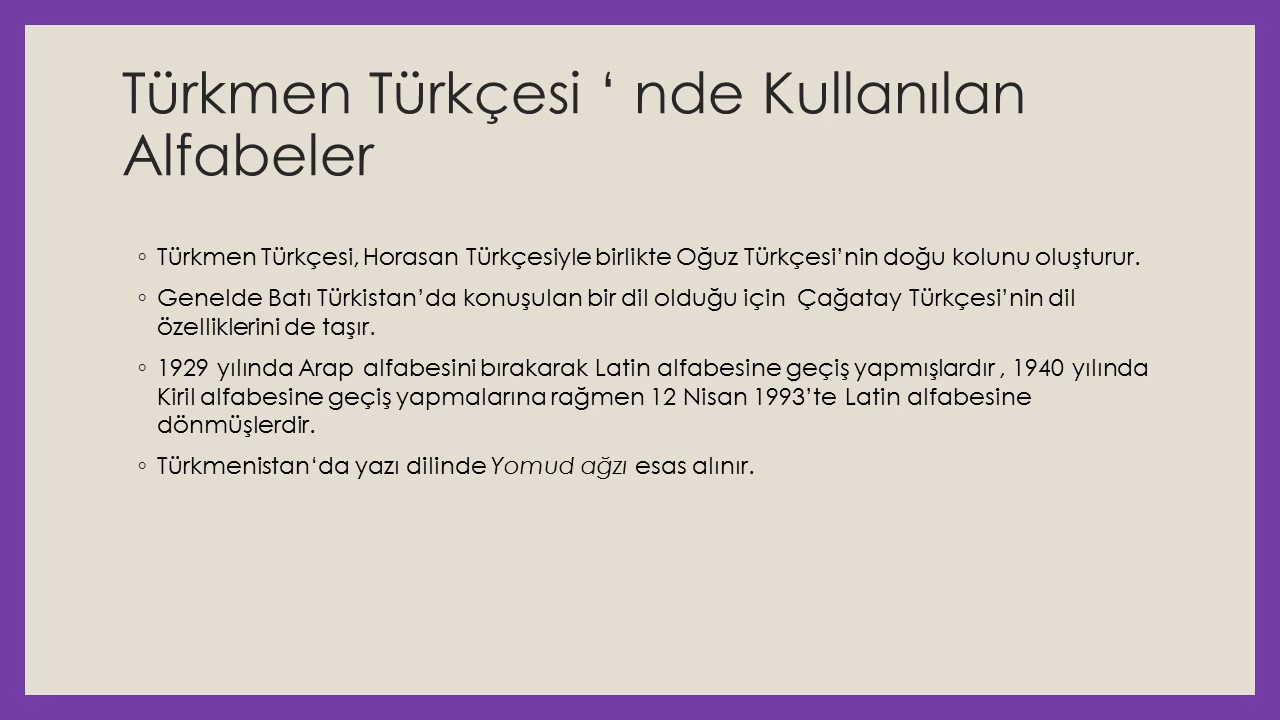 Türkmen Türkçesi ‘ nde Kullanılan
Alfabeler
◦ Türkmen Türkçesi, Horasan Türkçesiyle birlikte Oğuz Türkçesi’nin doğu kolunu oluşturur.
◦ Genelde Batı Türkistan’da konuşulan bir dil olduğu için Çağatay Türkçesi’nin dil
özelliklerini de taşır.
◦ 1929 yılında Arap alfabesini bırakarak Latin alfabesine geçiş yapmışlardır , 1940 yılında
Kiril alfabesine geçiş yapmalarına rağmen 12 Nisan 1993’te Latin alfabesine
dönmüşlerdir.
◦ Türkmenistan‘da yazı dilinde Yomud ağzı esas alınır.